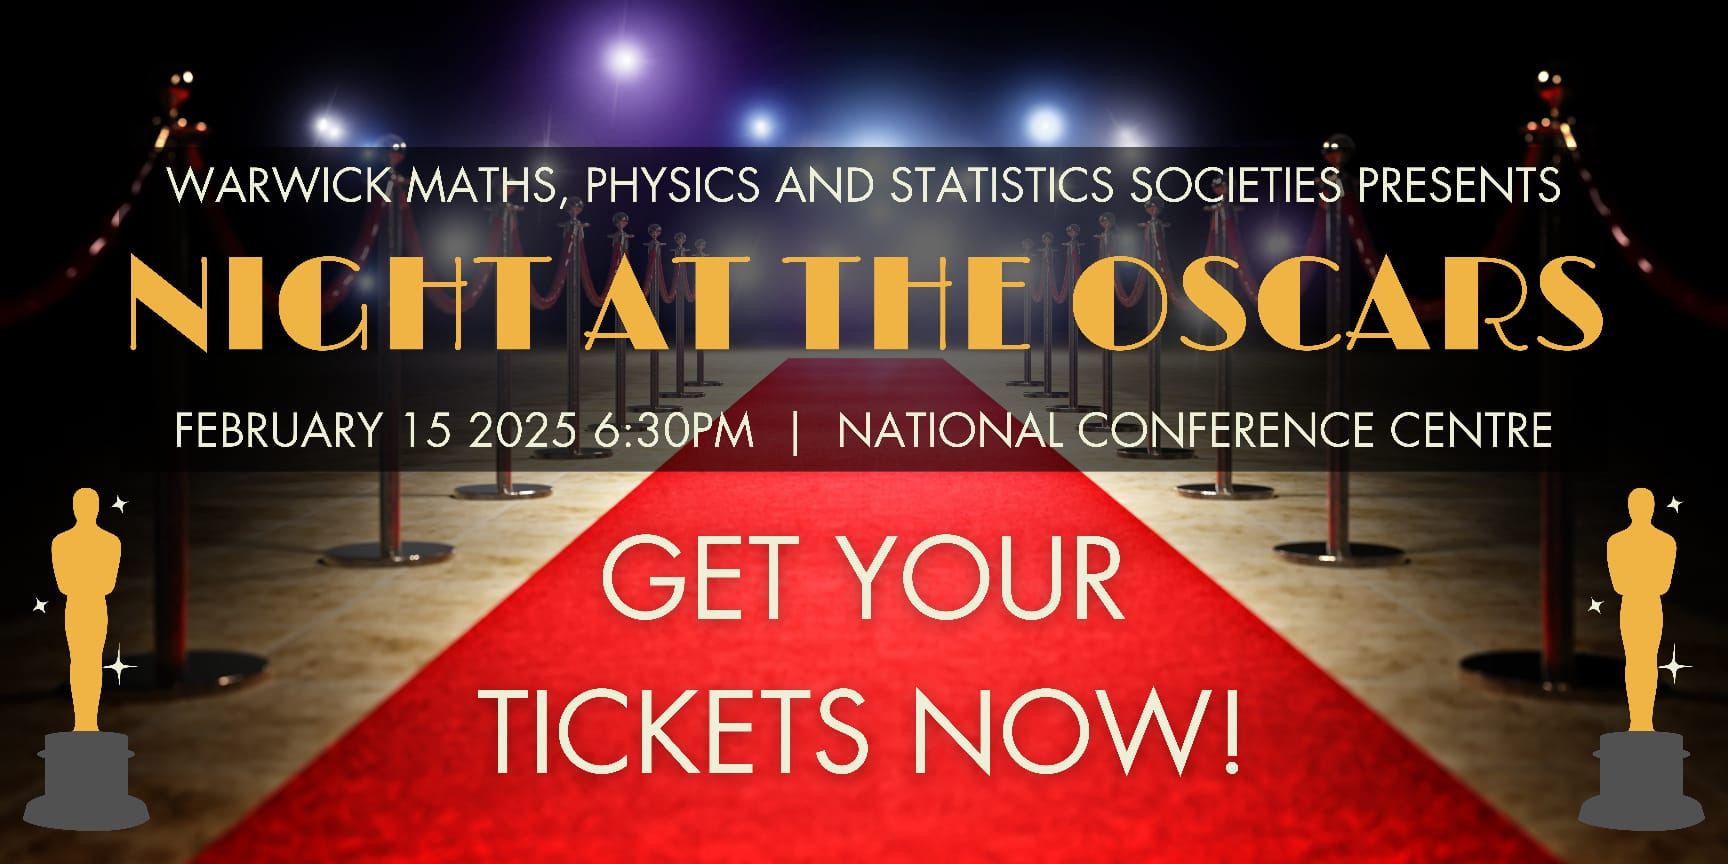 WARWICK MATHS, PHYSICS AND STATISTICS SOCIETIES PRESENTS
NIGHT AT THE OSCARS
FEBRUARY 15 2025 6:30PM | NATIONAL CONFERENCE CENTRE
GET YOUR
TICKETS NOW!